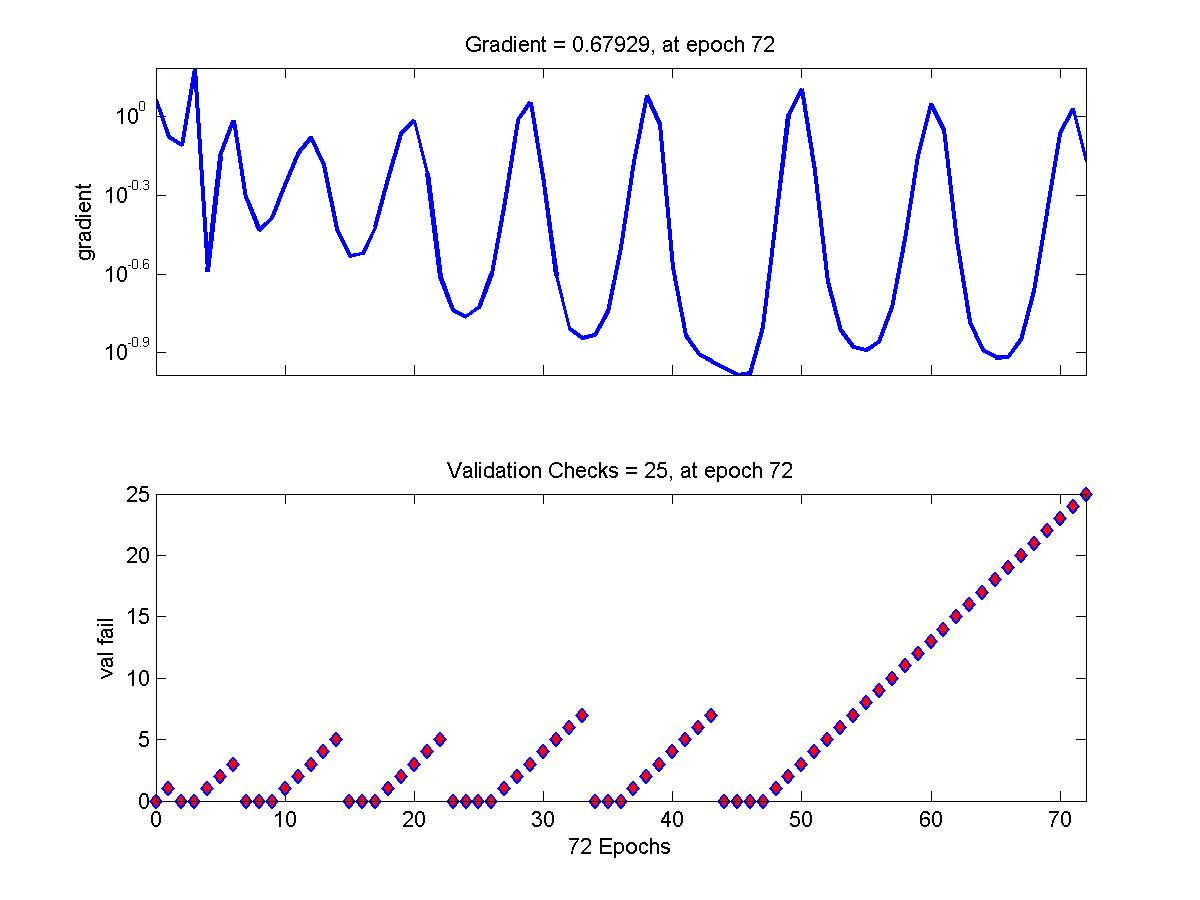 Gradient = 0.67929, at epoch 72
10^0
10^-0.3
10^-0.6
10^-0.9
gradient
Validation Checks = 25, at epoch 72
25
20
15
10
5
0
val fail
0 10 20 30 40 50 60 70
72 Epochs